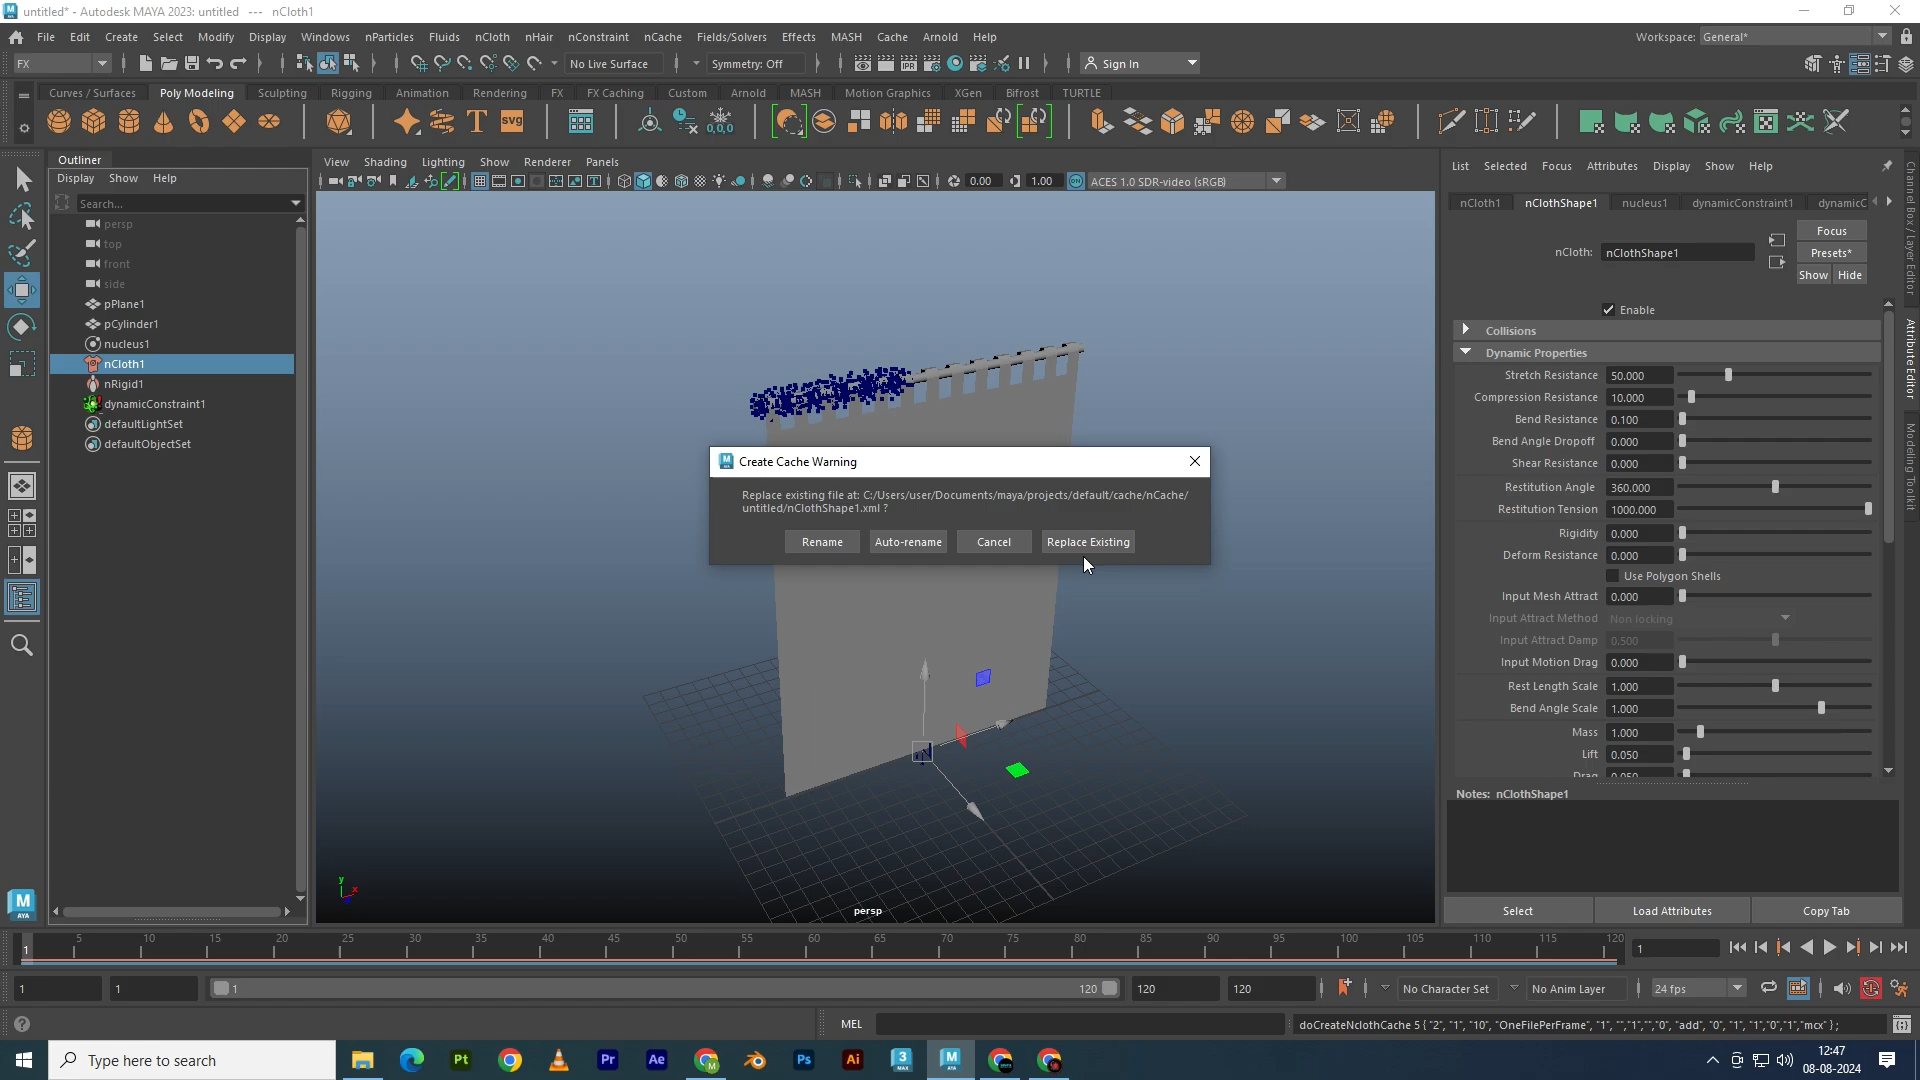 untitled* - Autodesk MAYA 2023: untitled --- nCloth1
File Edit Create Select Modify Display Windows nParticles Fluids nCloth nHair nConstraint nCache Fields/Solvers Effects MASH Cache Arnold Help
Workspace: General*
FX
No Live Surface
Symmetry: Off
Sign In
Curves / Surfaces Poly Modeling Sculpting Rigging Animation Rendering FX FX Caching Custom Arnold MASH Motion Graphics XGen Bifrost TURTLE
Outliner
Display Show Help
Search...
persp
top
front
side
pPlane1
pCylinder1
nucleus1
nCloth1
nRigid1
dynamicConstraint1
defaultLightSet
defaultObjectSet
View Shading Lighting Show Renderer Panels
0.00
1.00
ACES 1.0 SDR-video (sRGB)
Create Cache Warning
Replace existing file at: C:/Users/user/Documents/maya/projects/default/cache/nCache/
untitled/nClothShape1.xml ?
Rename
Auto-rename
Cancel
Replace Existing
persp
List Selected Focus Attributes Display Show Help
nCloth1 nClothShape1 nucleus1 dynamicConstraint1 dynamicC
nCloth: nClothShape1
Focus
Presets*
Show Hide
Enable
Collisions
Dynamic Properties
Stretch Resistance 50.000
Compression Resistance 10.000
Bend Resistance 0.100
Bend Angle Dropoff 0.000
Shear Resistance 0.000
Restitution Angle 360.000
Restitution Tension 1000.000
Rigidity 0.000
Deform Resistance 0.000
Use Polygon Shells
Input Mesh Attract 0.000
Input Attract Method Non locking
Input Attract Damp 0.500
Input Motion Drag 0.000
Rest Length Scale 1.000
Bend Angle Scale 1.000
Mass 1.000
Lift 0.050
Drag 0.050
Notes: nClothShape1
Select
Load Attributes
Copy Tab
Channel Box / Layer Editor
Attribute Editor
Modeling Toolkit
1 5 10 15 20 25 30 35 40 45 50 55 60 65 70 75 80 85 90 95 100 105 110 115 120
1
1
1
1
120
120
120
No Character Set
No Anim Layer
24 fps
MEL
doCreateNclothCache 5 { "2", "1", "10", "OneFilePerFrame", "1", "","1","","0", "add", "0", "1", "1","0","1","mcx" } ;
Type here to search
12:47
08-08-2024